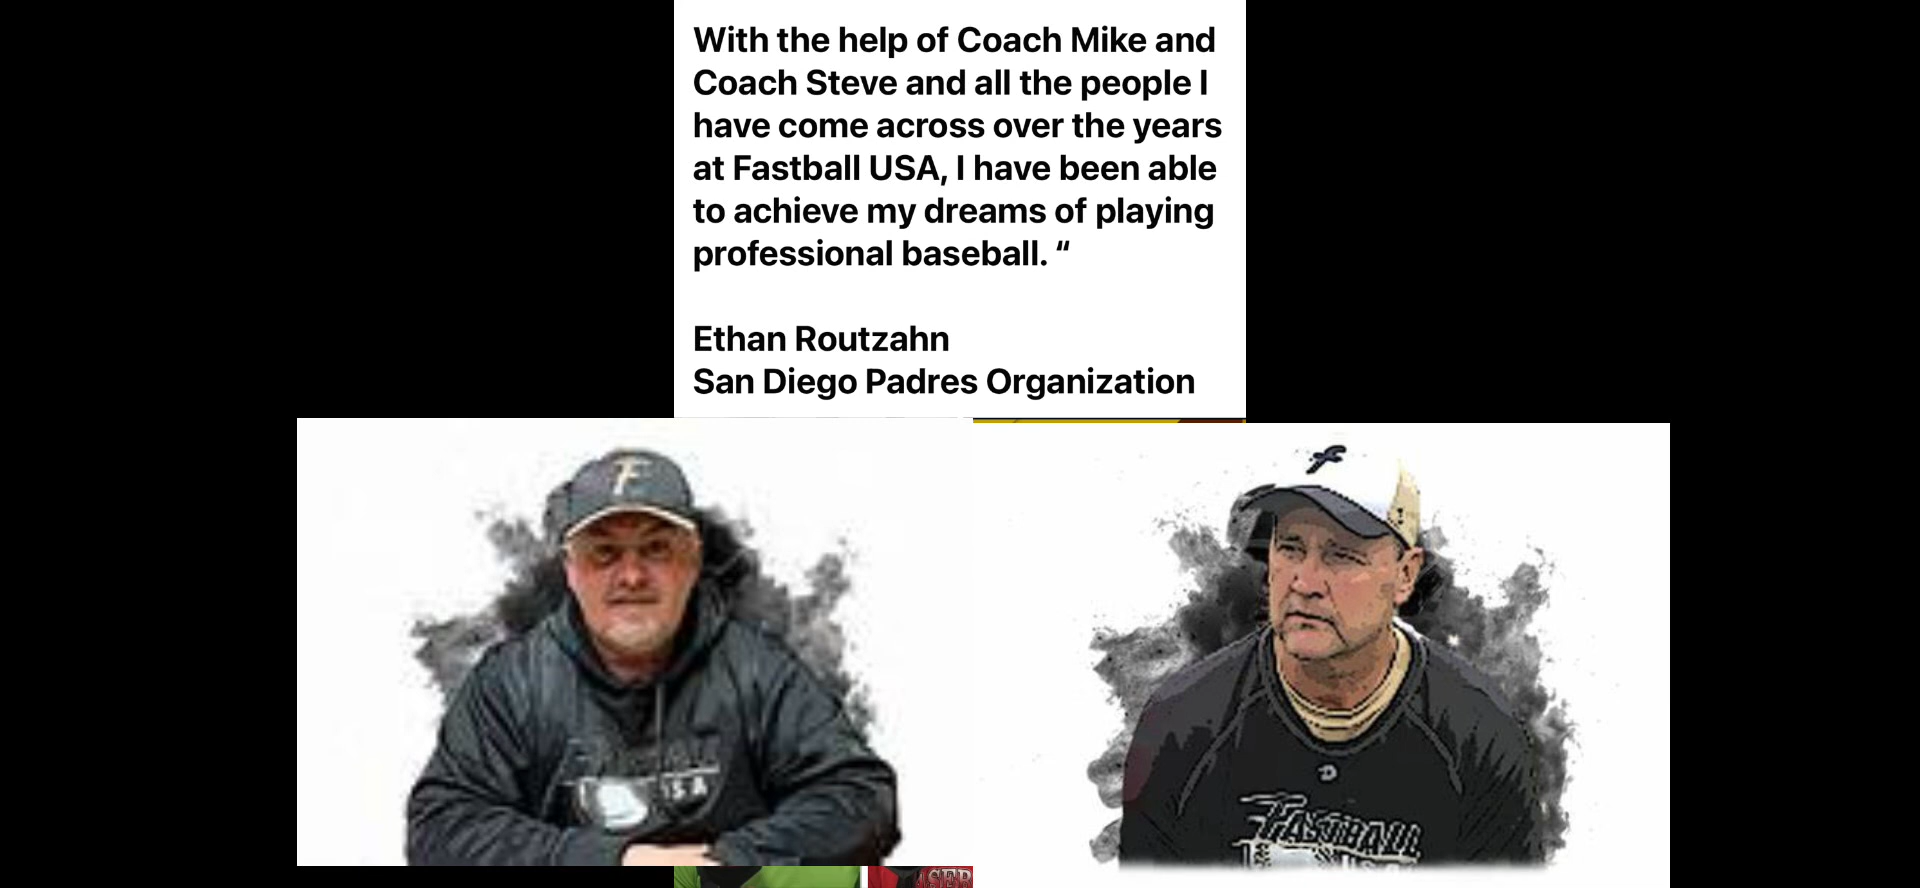 With the help of Coach Mike and
Coach Steve and all the people I
have come across over the years
at Fastball USA, I have been able
to achieve my dreams of playing
professional baseball. “
Ethan Routzahn
San Diego Padres Organization
F
f
USA
FASTBALL